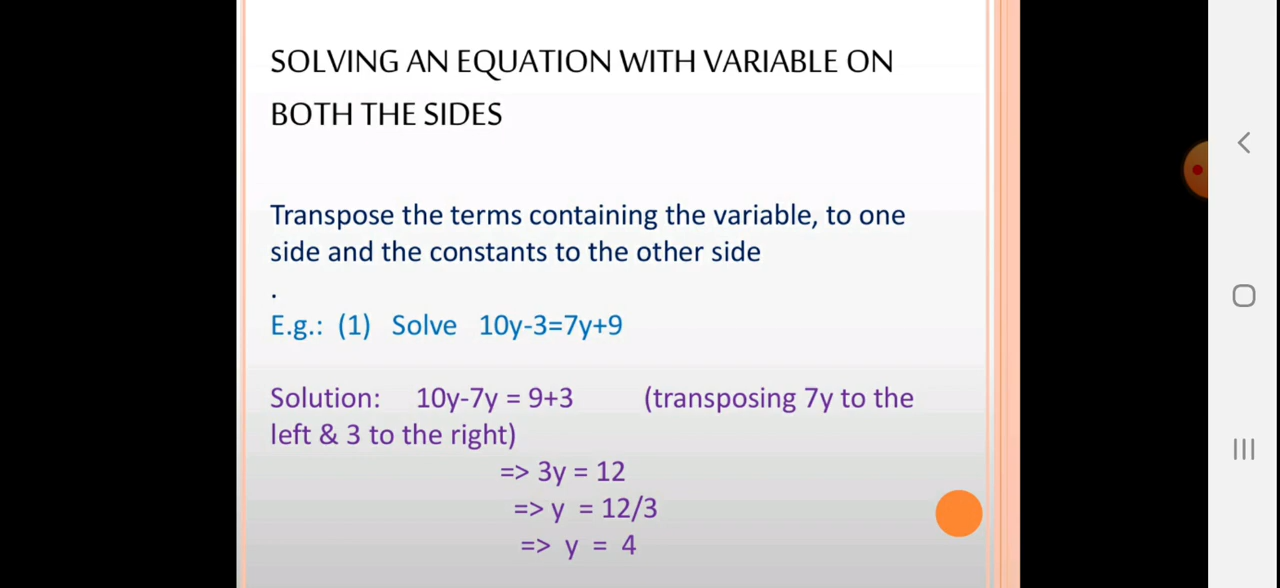 SOLVING AN EQUATION WITH VARIABLE ON
BOTH THE SIDES
Transpose the terms containing the variable, to one
side and the constants to the other side
.
E.g.: (1) Solve 10y-3=7y+9
Solution: 10y-7y = 9+3 (transposing 7y to the
left & 3 to the right)
=> 3y = 12
=> y = 12/3
=> y = 4